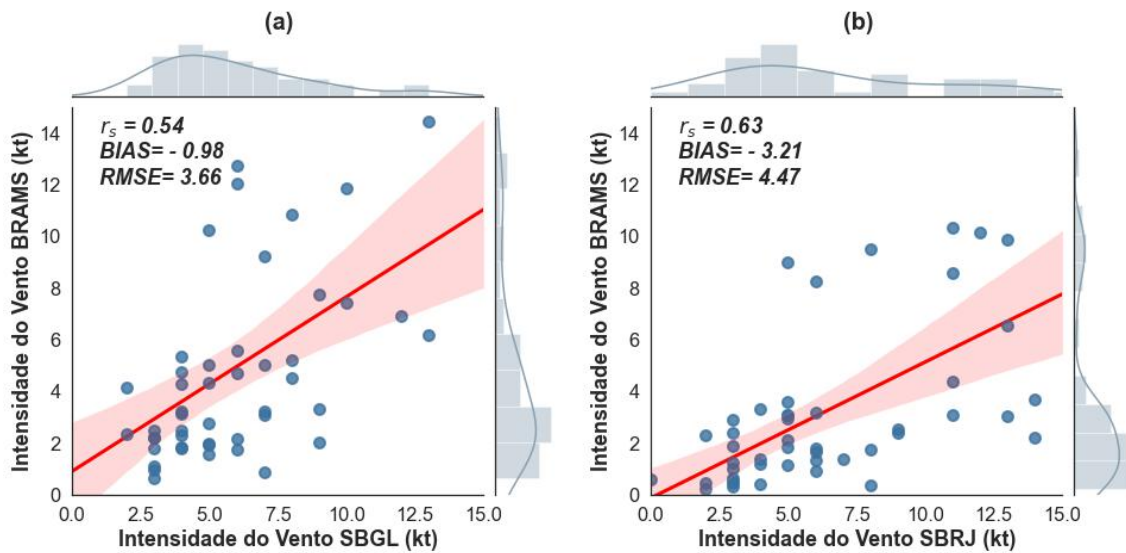 (a)
r_s = 0.54
BIAS= - 0.98
RMSE= 3.66
Intensidade do Vento BRAMS (kt)
14
12
10
8
6
4
2
0
0.0 2.5 5.0 7.5 10.0 12.5 15.0
Intensidade do Vento SBGL (kt)
(b)
r_s = 0.63
BIAS= - 3.21
RMSE= 4.47
Intensidade do Vento BRAMS (kt)
14
12
10
8
6
4
2
0
0.0 2.5 5.0 7.5 10.0 12.5 15.0
Intensidade do Vento SBRJ (kt)